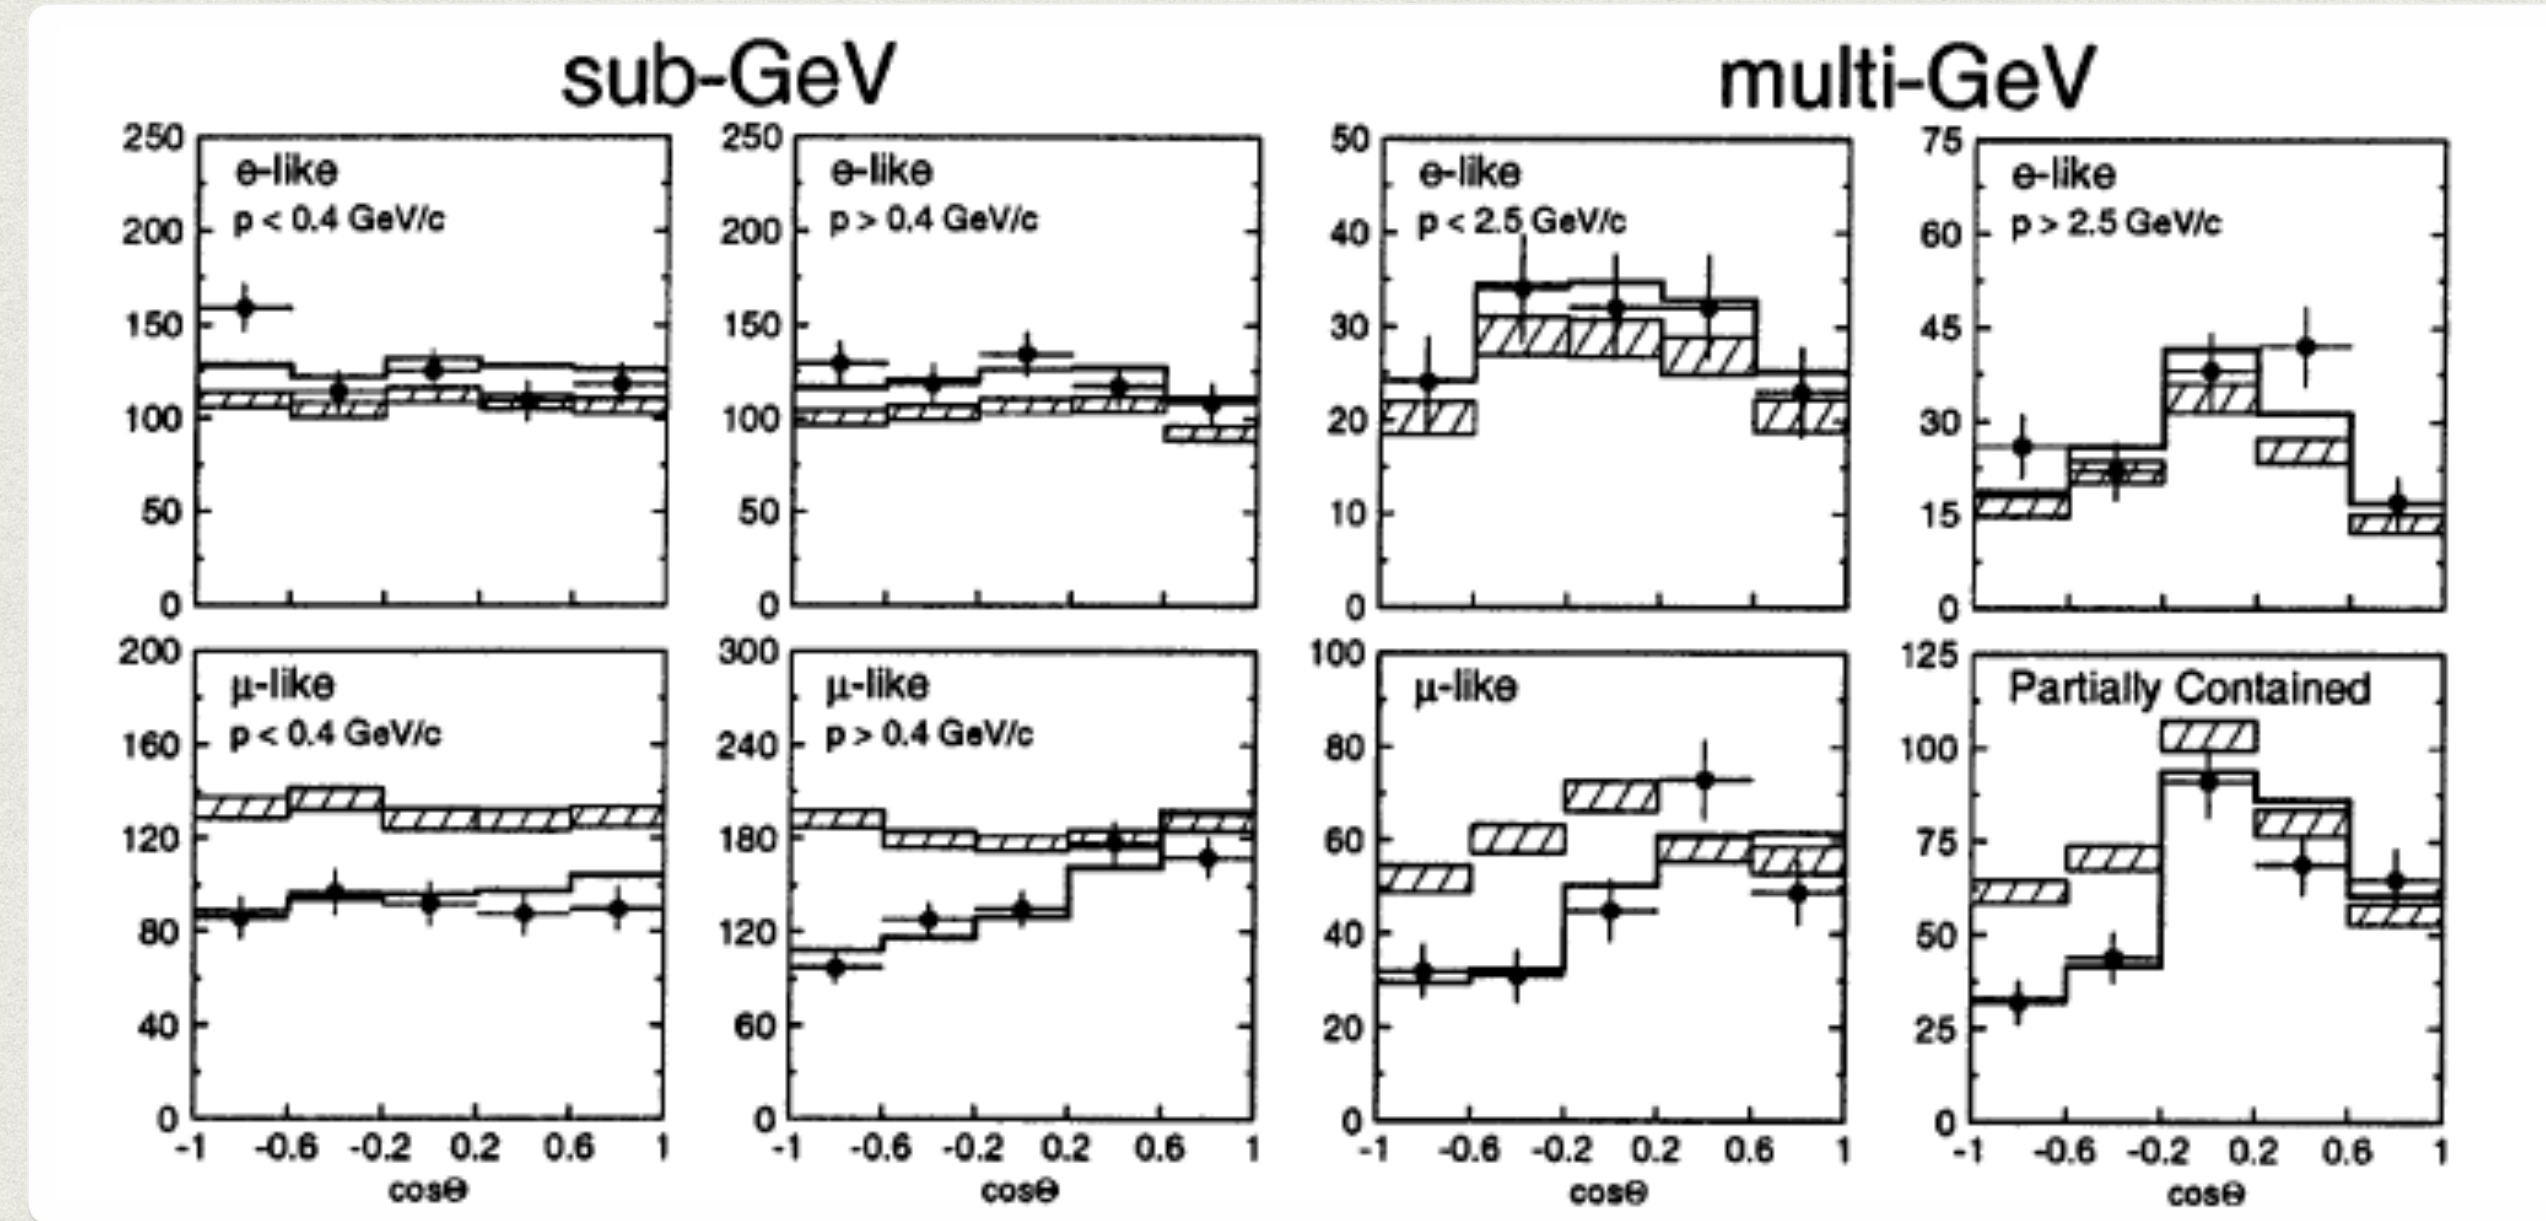 sub-GeV
multi-GeV
250
200
150
100
50
0
e-like
p < 0.4 GeV/c
250
200
150
100
50
0
e-like
p > 0.4 GeV/c
50
40
30
20
10
0
e-like
p < 2.5 GeV/c
75
60
45
30
15
0
e-like
p > 2.5 GeV/c
200
160
120
80
40
0
μ-like
p < 0.4 GeV/c
-1 -0.6 -0.2 0.2 0.6 1
cosΘ
300
240
180
120
60
0
μ-like
p > 0.4 GeV/c
-1 -0.6 -0.2 0.2 0.6 1
cosΘ
100
80
60
40
20
0
μ-like
-1 -0.6 -0.2 0.2 0.6 1
cosΘ
125
100
75
50
25
0
Partially Contained
-1 -0.6 -0.2 0.2 0.6 1
cosΘ